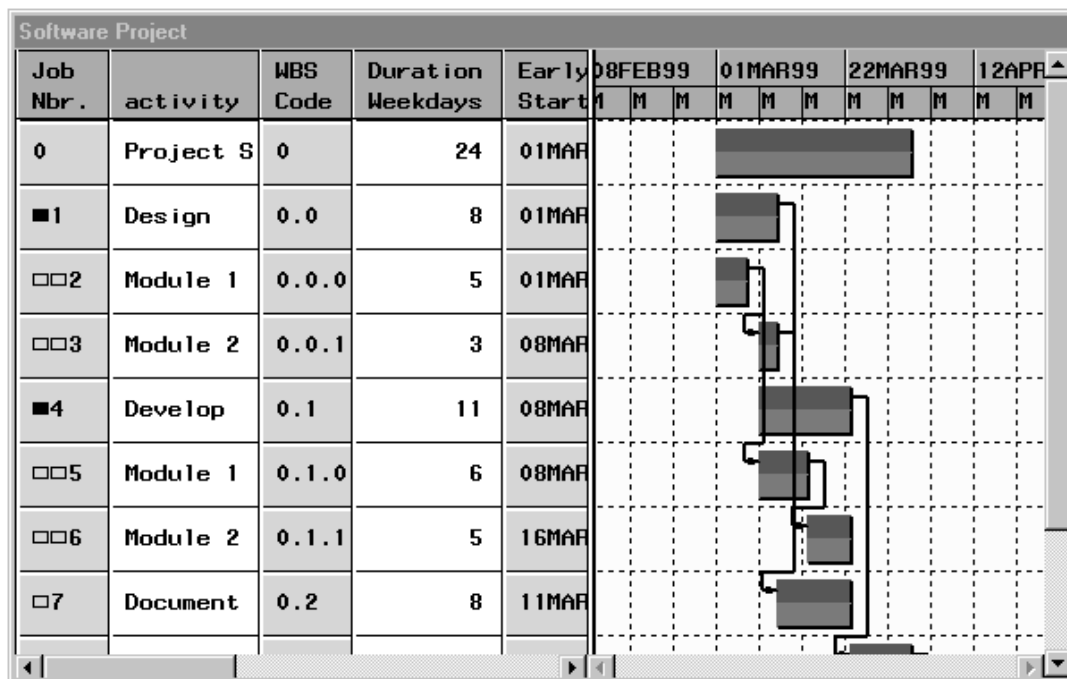 Software Project
Job Nbr. activity WBS Code Duration Weekdays Early Start 08FEB99 01MAR99 22MAR99 12APR
M M M M M M M M M M
0 Project S 0 24 01MAR
1 Design 0.0 8 01MAR
2 Module 1 0.0.0 5 01MAR
3 Module 2 0.0.1 3 08MAR
4 Develop 0.1 11 08MAR
5 Module 1 0.1.0 6 08MAR
6 Module 2 0.1.1 5 16MAR
7 Document 0.2 8 11MAR